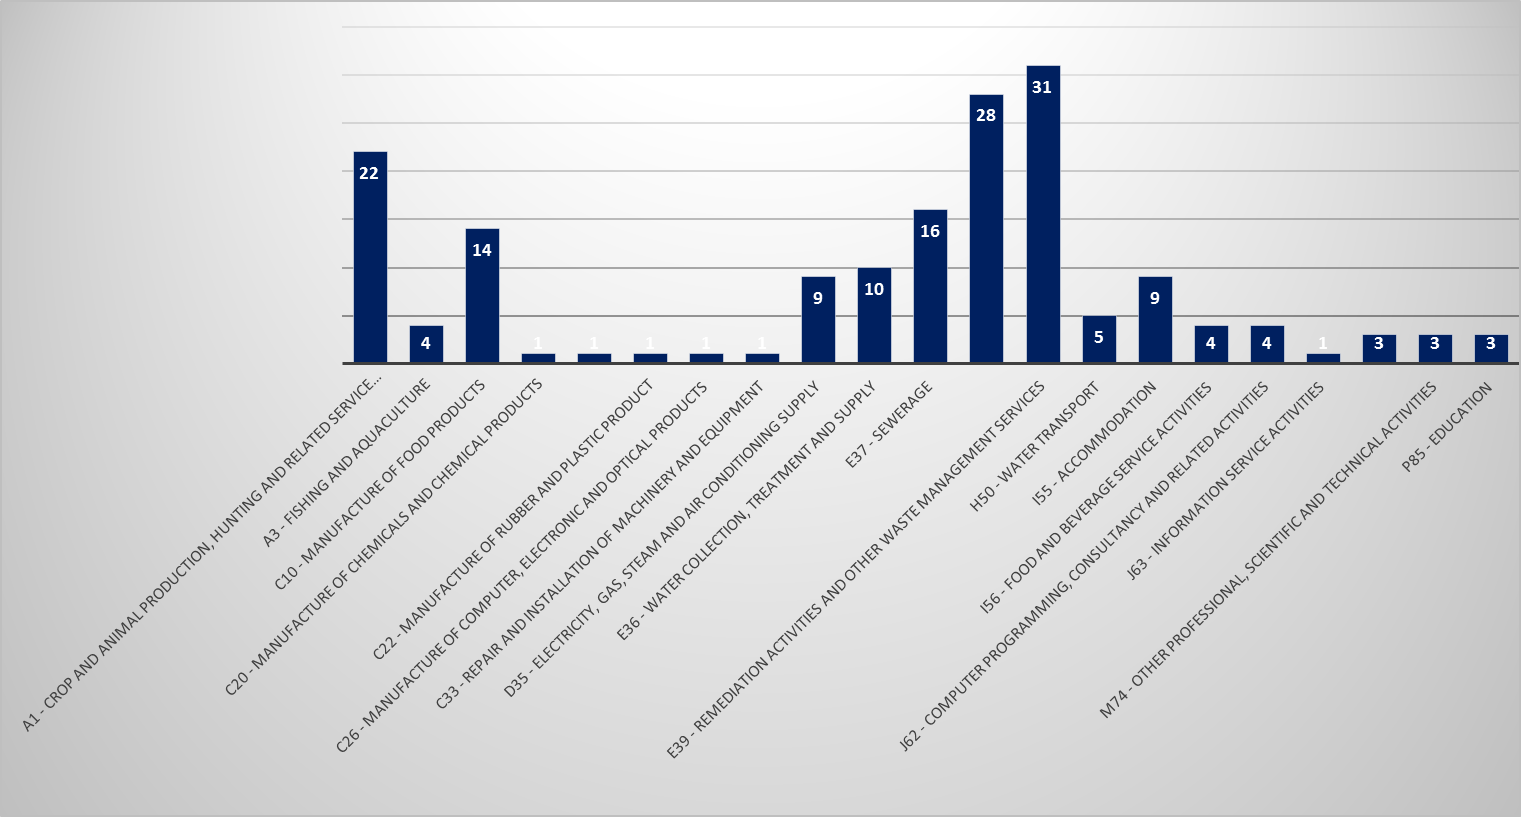 22
4
14
1
1
1
1
1
9
10
16
28
31
5
9
4
4
1
3
3
3
A1 - CROP AND ANIMAL PRODUCTION, HUNTING AND RELATED SERVICE...
A3 - FISHING AND AQUACULTURE
C10 - MANUFACTURE OF FOOD PRODUCTS
C20 - MANUFACTURE OF CHEMICALS AND CHEMICAL PRODUCTS
C22 - MANUFACTURE OF RUBBER AND PLASTIC PRODUCT
C26 - MANUFACTURE OF COMPUTER, ELECTRONIC AND OPTICAL PRODUCTS
C33 - REPAIR AND INSTALLATION OF MACHINERY AND EQUIPMENT
D35 - ELECTRICITY, GAS, STEAM AND AIR CONDITIONING SUPPLY
E36 - WATER COLLECTION, TREATMENT AND SUPPLY
E37 - SEWERAGE
E39 - REMEDIATION ACTIVITIES AND OTHER WASTE MANAGEMENT SERVICES
H50 - WATER TRANSPORT
I55 - ACCOMMODATION
I56 - FOOD AND BEVERAGE SERVICE ACTIVITIES
J62 - COMPUTER PROGRAMMING, CONSULTANCY AND RELATED ACTIVITIES
J63 - INFORMATION SERVICE ACTIVITIES
M74 - OTHER PROFESSIONAL, SCIENTIFIC AND TECHNICAL ACTIVITIES
P85 - EDUCATION